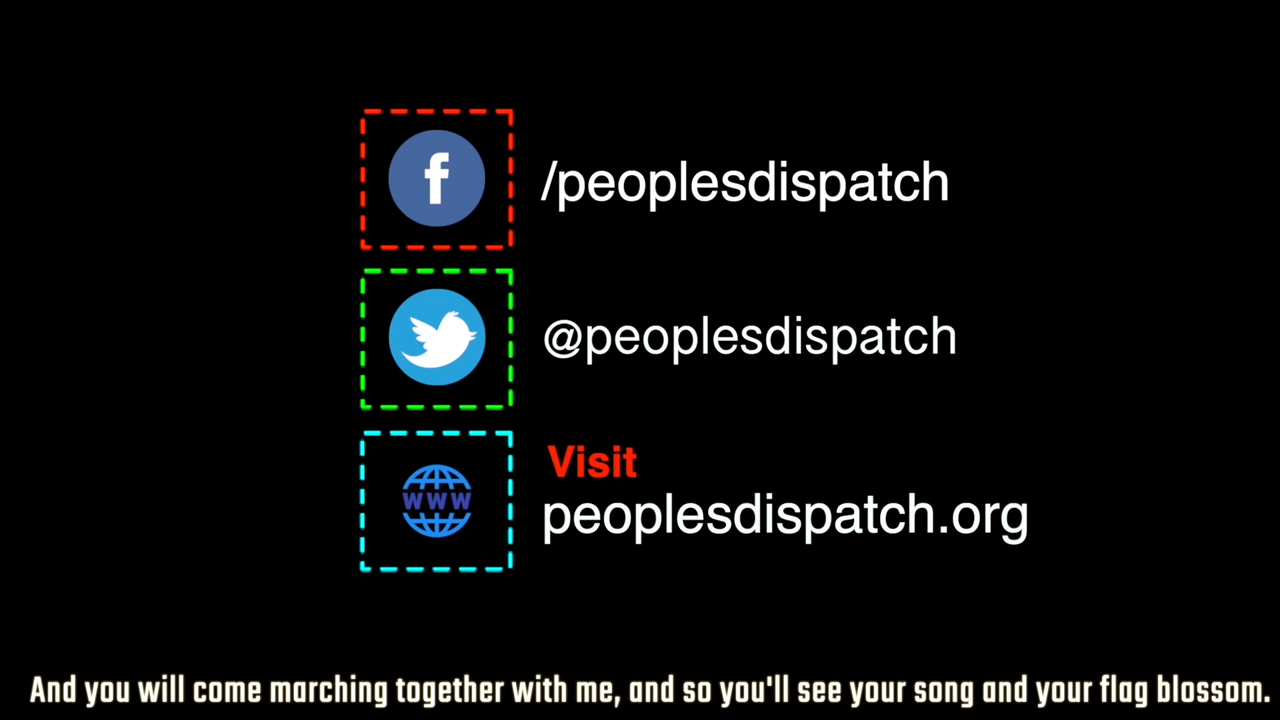 f
/peoplesdispatch
@peoplesdispatch
Visit
www
peoplesdispatch.org
And you will come marching together with me, and so you'll see your song and your flag blossom.